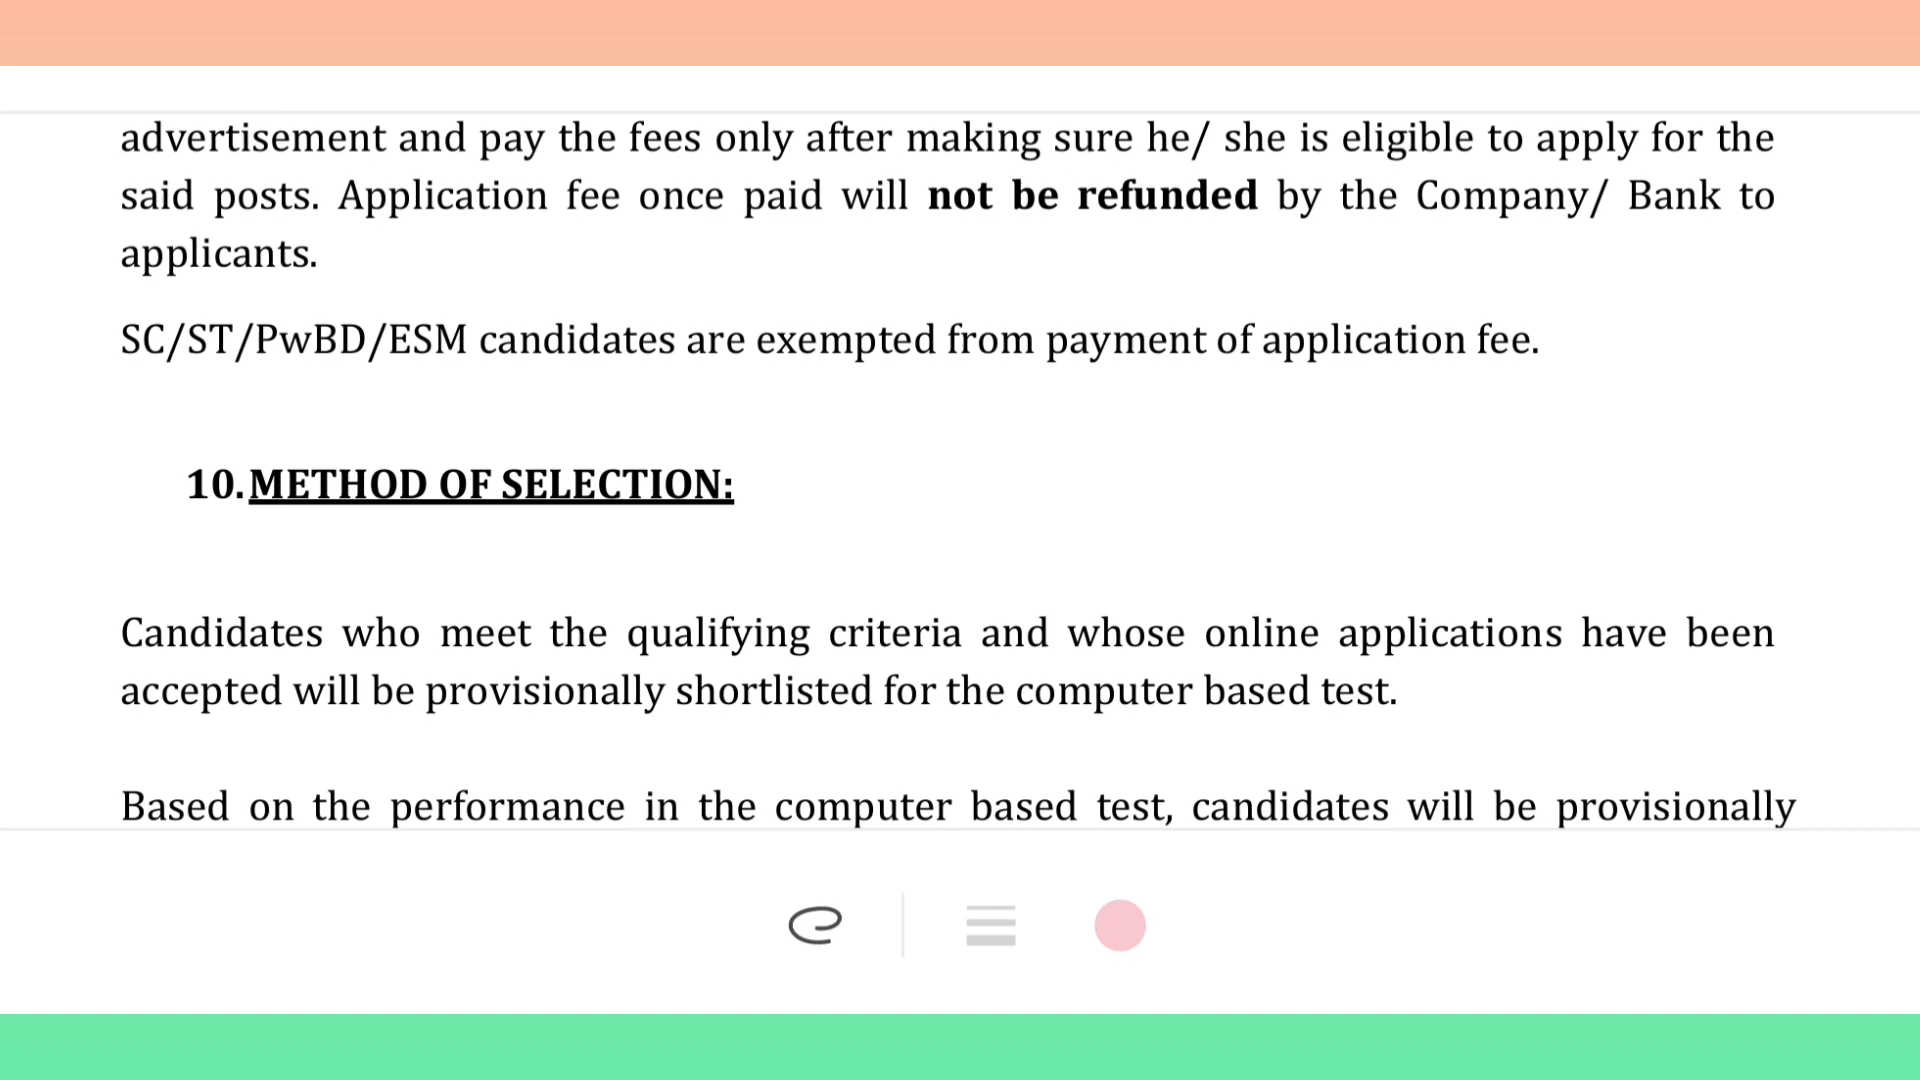 advertisement and pay the fees only after making sure he/ she is eligible to apply for the
said posts. Application fee once paid will not be refunded by the Company/ Bank to
applicants.
SC/ST/PwBD/ESM candidates are exempted from payment of application fee.
10.METHOD OF SELECTION:
Candidates who meet the qualifying criteria and whose online applications have been
accepted will be provisionally shortlisted for the computer based test.
Based on the performance in the computer based test, candidates will be provisionally